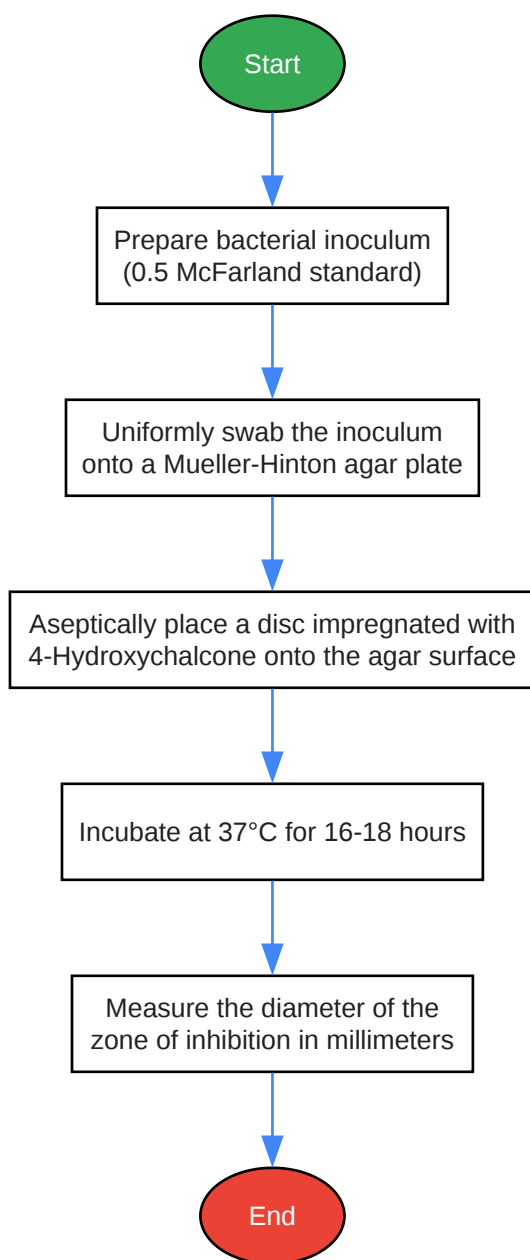 Start
Prepare bacterial inoculum
(0.5 McFarland standard)
Uniformly swab the inoculum
onto a Mueller-Hinton agar plate
Aseptically place a disc impregnated with
4-Hydroxychalcone onto the agar surface
Incubate at 37°C for 16-18 hours
Measure the diameter of the
zone of inhibition in millimeters
End